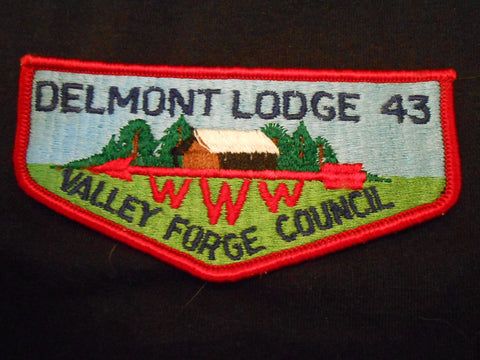 DELMONT LODGE 43
WWW
VALLEY FORGE COUNCIL